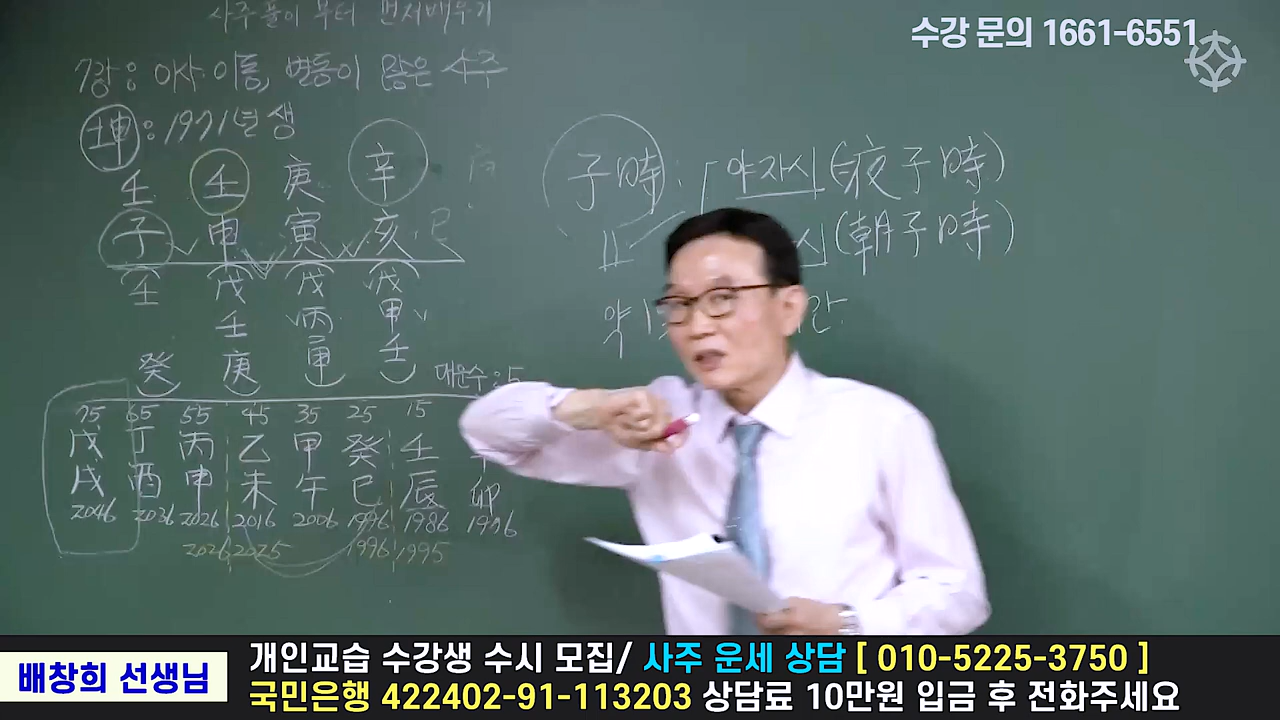 사주풀이 부터 먼저배우기
수강 문의 1661-6551
7강: 이사.이동, 변동이 많은 사주
坤: 1971년생
壬 壬 庚 辛
子 申 寅 亥 巳
壬 戊 戊 戊
壬 丙 甲
癸 庚 甲 壬
子時: 야자시(夜子時)
시(朝子時)
대운수: 5
75 65 55 45 35 25 15
戊 丁 丙 乙 甲 癸 壬
戌 酉 申 未 午 巳 辰 卯
2046 2036 2026 2016 2006 1996 1986 1976
2026 2025 1996 1995
배창희 선생님
개인교습 수강생 수시 모집/ 사주 운세 상담 [ 010-5225-3750 ]
국민은행 422402-91-113203 상담료 10만원 입금 후 전화주세요